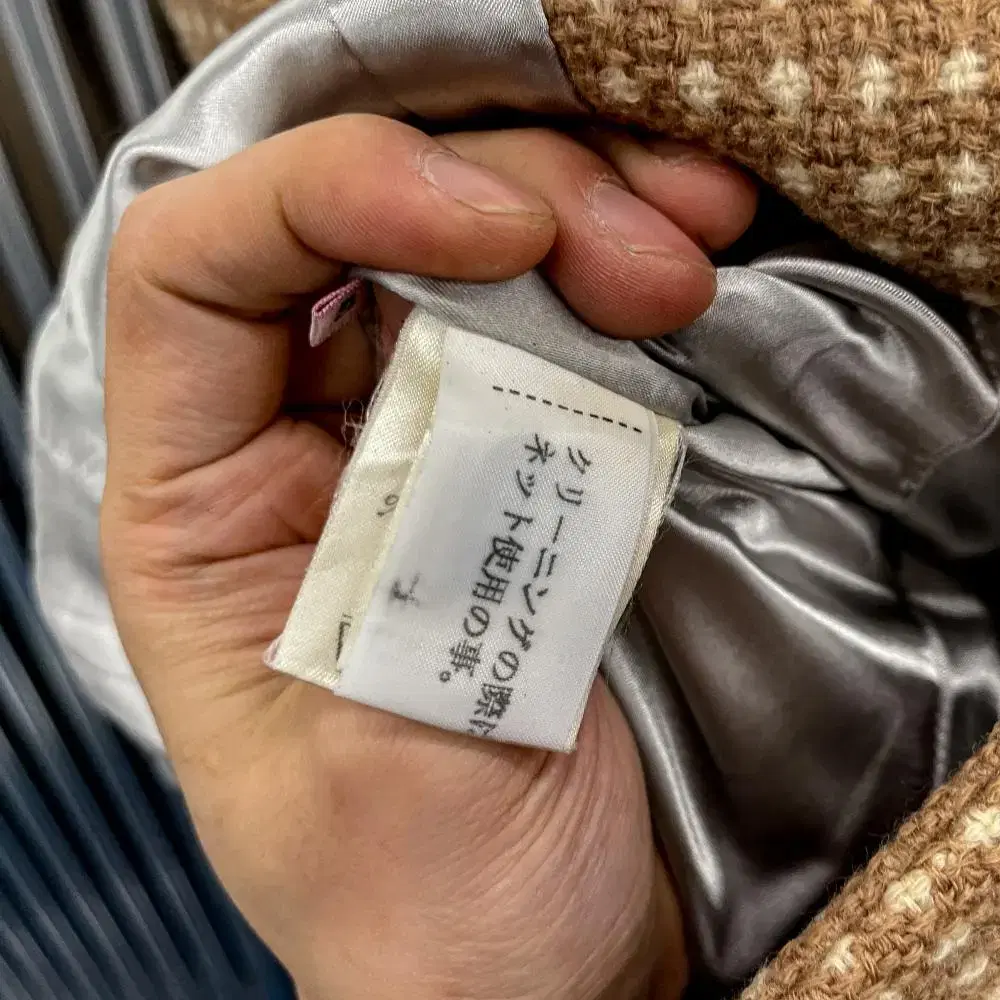 クリーニングの際に
ネット使用の事。